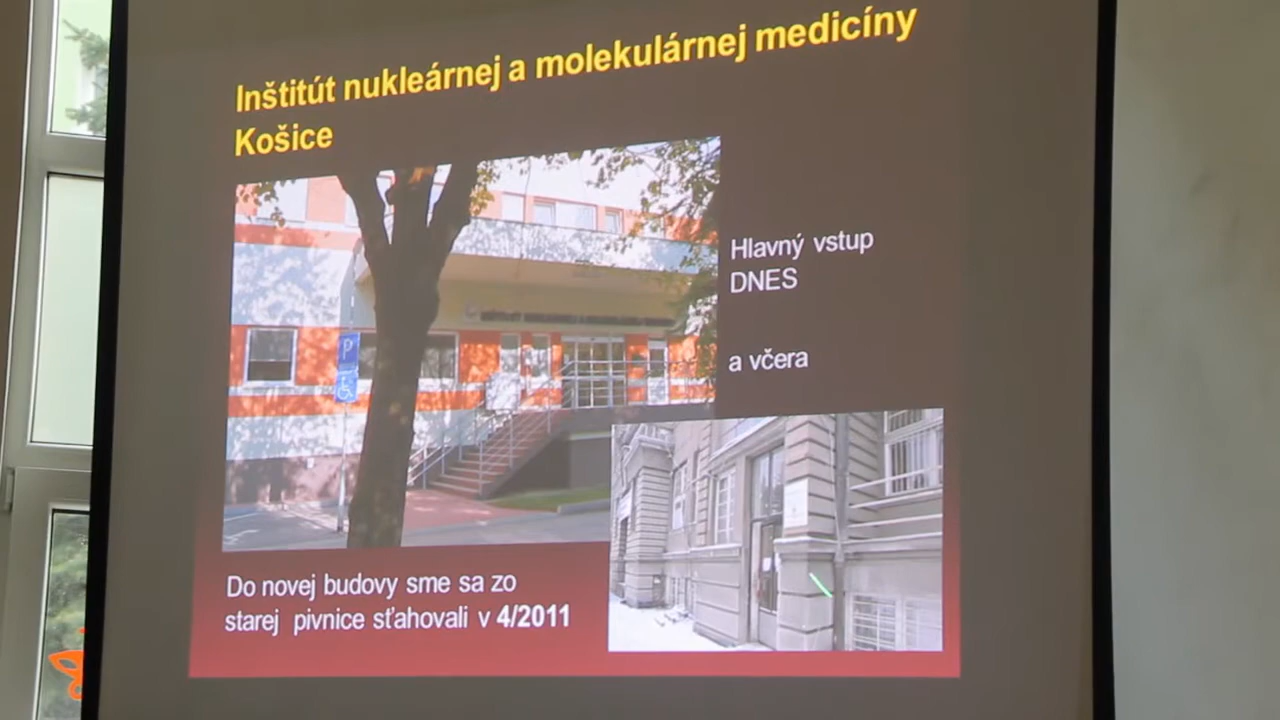 Inštitút nukleárnej a molekulárnej medicíny
Košice
Hlavný vstup
DNES
a včera
P
Do novej budovy sme sa zo
starej pivnice sťahovali v 4/2011